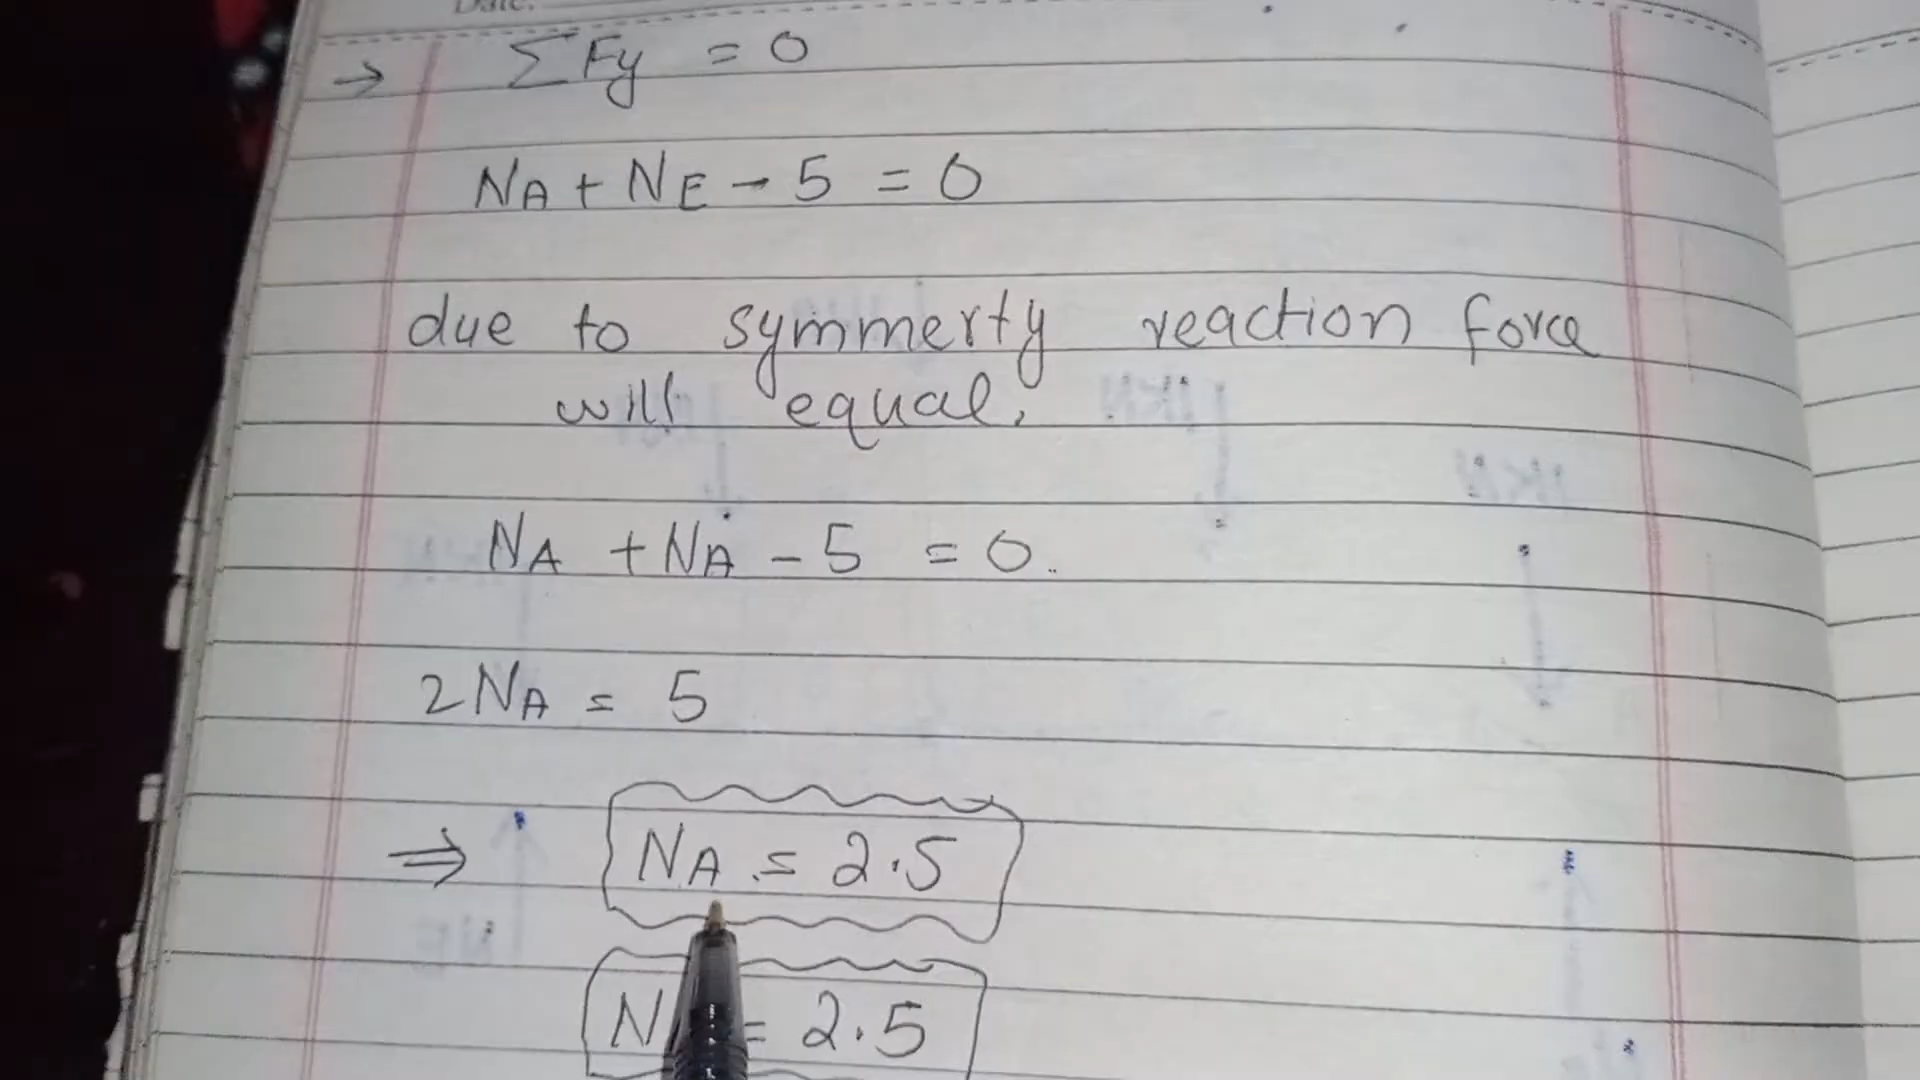 Date.
→ ΣFy = 0
NA + NE - 5 = 0
due to symmerty reaction force
will equal.
NA + NA - 5 = 0.
2NA = 5
⇒ NA = 2.5
N = 2.5